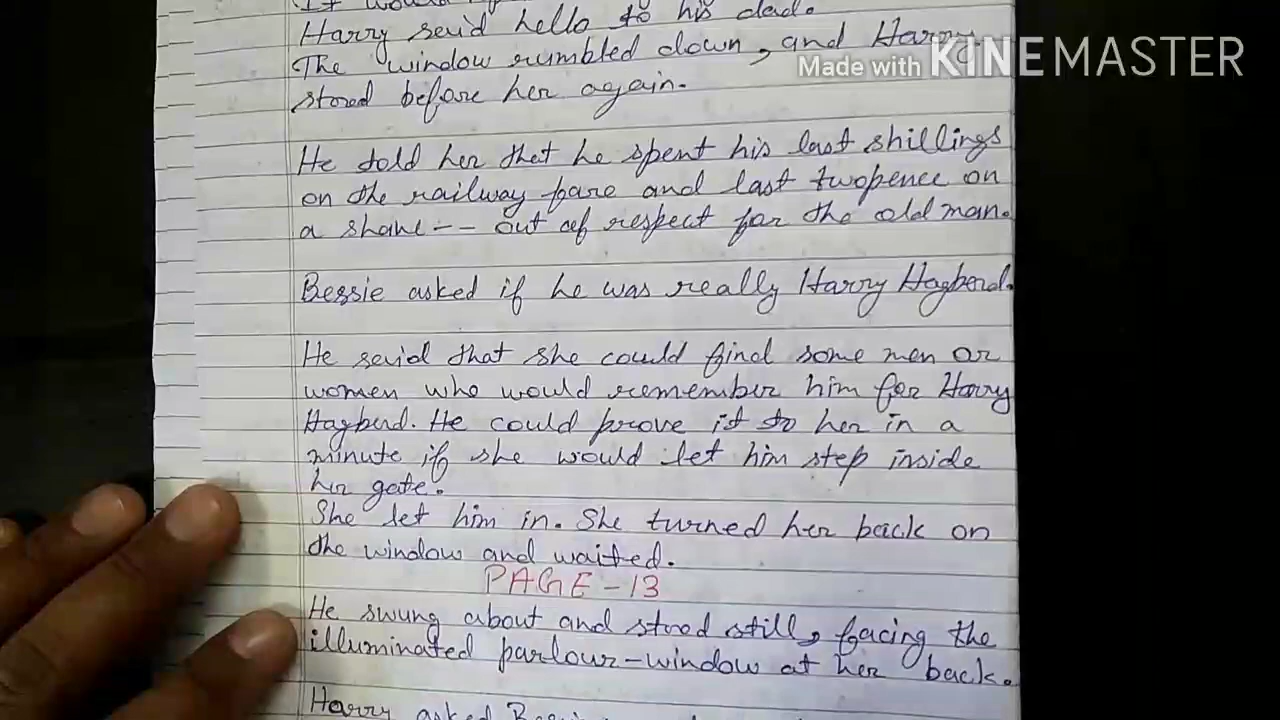 It would
Harry said hello to his dad.
The window rumbled down, and Harry
stood before her again.
He told her that he spent his last shillings
on the railway fare and last twopence on
a shave -- out of respect for the old man.
Bessie asked if he was really Harry Hagberd.
He said that she could find some men or
women who would remember him for Harry
Hagberd. He could prove it to her in a
minute if she would let him step inside
her gate.
She let him in. She turned her back on
the window and waited.
PAGE-13
He swung about and stood still, facing the
illuminated parlour-window at her back.
Harry asked
Made with KINEMASTER